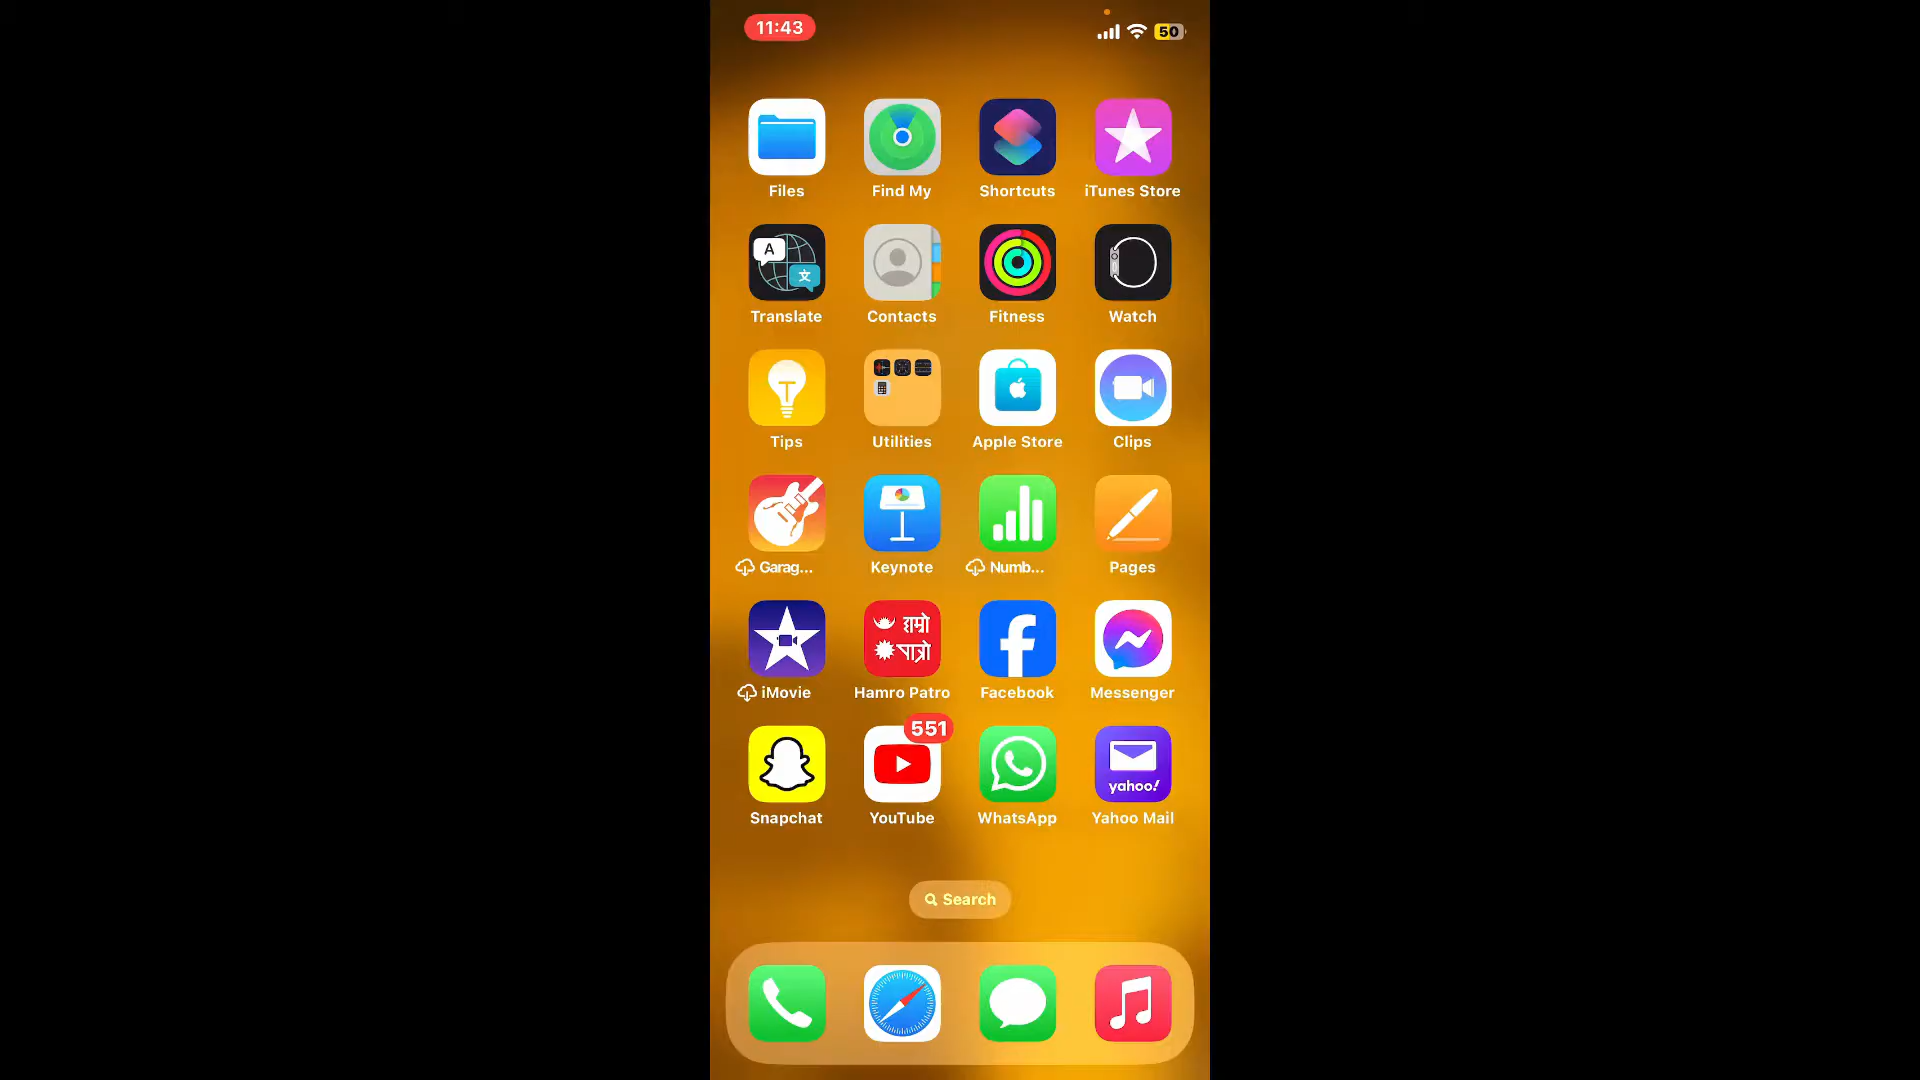 11:43
50
Files Find My Shortcuts iTunes Store
A 文
Translate Contacts Fitness Watch
Tips Utilities Apple Store Clips
Garag... Keynote Numb... Pages
हाम्रो
पात्रो
iMovie Hamro Patro Facebook Messenger
551
yahoo!
Snapchat YouTube WhatsApp Yahoo Mail
Search